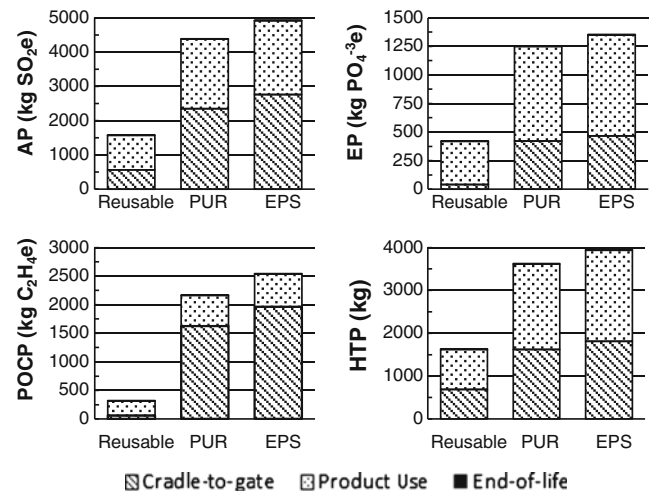 AP (kg SO₂e)
5000
4000
3000
2000
1000
0
Reusable PUR EPS
EP (kg PO₄⁻³e)
1500
1250
1000
750
500
250
0
Reusable PUR EPS
POCP (kg C₂H₄e)
3000
2500
2000
1500
1000
500
0
Reusable PUR EPS
HTP (kg)
4000
3000
2000
1000
0
Reusable PUR EPS
Cradle-to-gate Product Use End-of-life